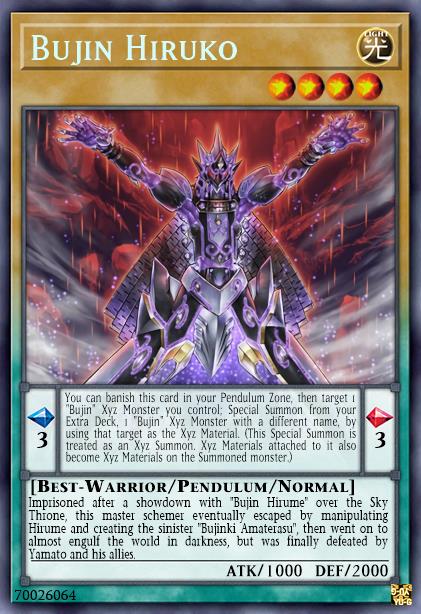 Bujin Hiruko
LIGHT
光
You can banish this card in your Pendulum Zone, then target 1
"Bujin" Xyz Monster you control; Special Summon from your
Extra Deck, 1 "Bujin" Xyz Monster with a different name, by
using that target as the Xyz Material. (This Special Summon is
treated as an Xyz Summon. Xyz Materials attached to it also
become Xyz Materials on the Summoned monster.)
3
3
[Best-Warrior/Pendulum/Normal]
Imprisoned after a showdown with "Bujin Hirume" over the Sky
Throne, this master schemer eventually escaped by manipulating
Hirume and creating the sinister "Bujinki Amaterasu", then went on to
almost engulf the world in darkness, but was finally defeated by
Yamato and his allies.
ATK/1000 DEF/2000
70026064